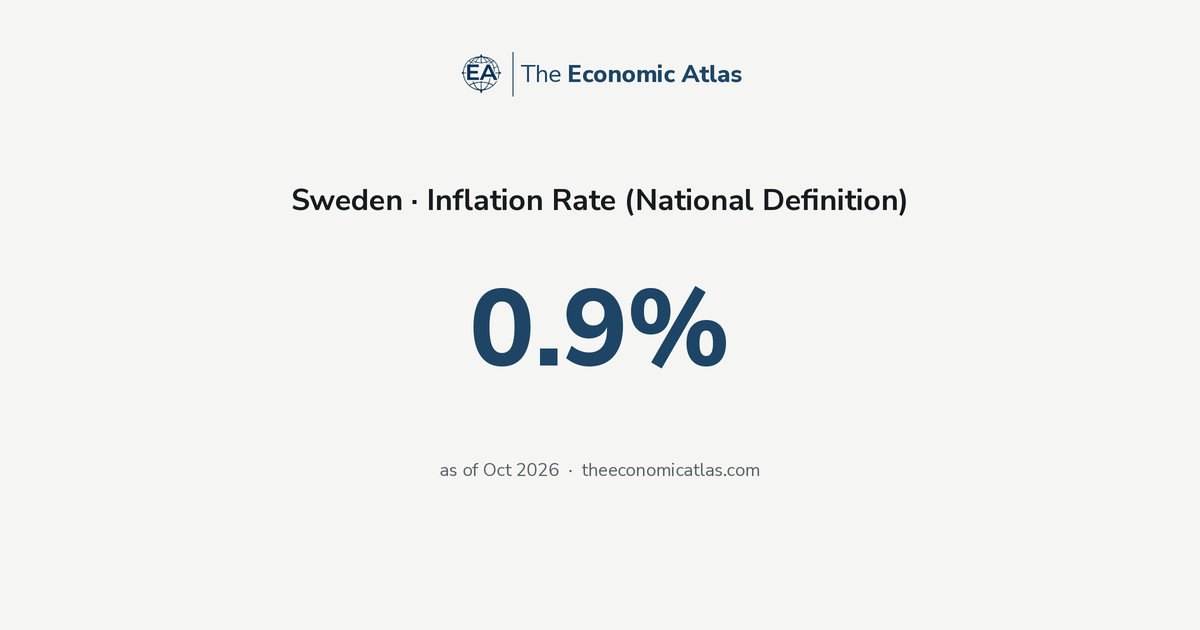 EA The Economic Atlas
Sweden · Inflation Rate (National Definition)
0.9%
as of Oct 2026 · theeconomicatlas.com